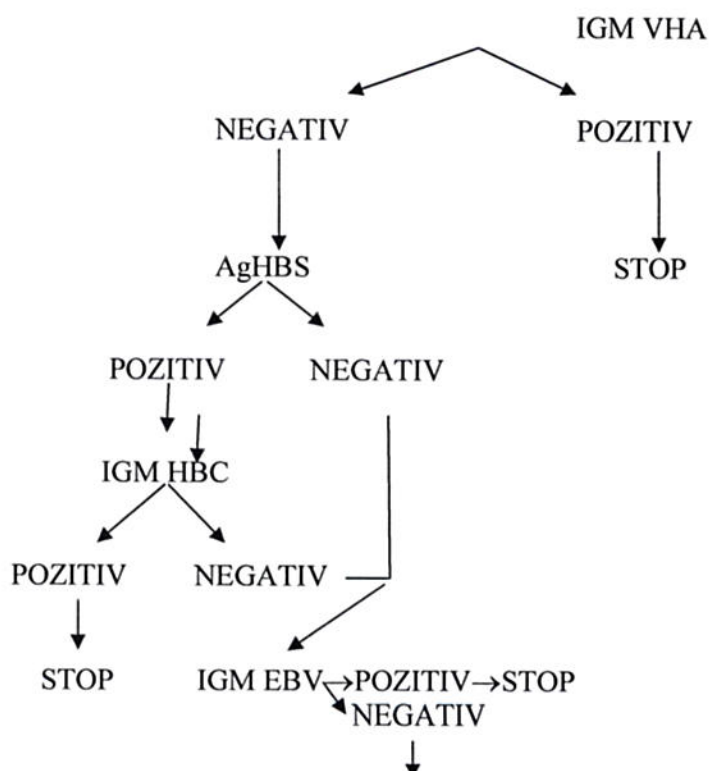 IGM VHA
NEGATIV POZITIV
AgHBS STOP
POZITIV NEGATIV
IGM HBC
POZITIV NEGATIV
STOP IGM EBV→POZITIV→STOP
NEGATIV